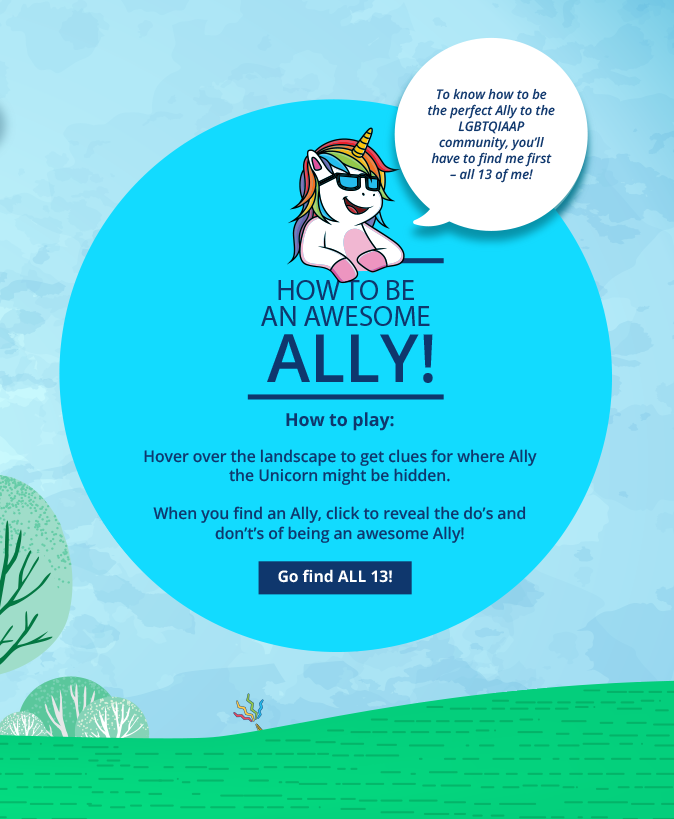 To know how to be
the perfect Ally to the
LGBTQIAAP
community, you'll
have to find me first
– all 13 of me!
HOW TO BE
AN AWESOME
ALLY!
How to play:
Hover over the landscape to get clues for where Ally
the Unicorn might be hidden.
When you find an Ally, click to reveal the do's and
don't's of being an awesome Ally!
Go find ALL 13!